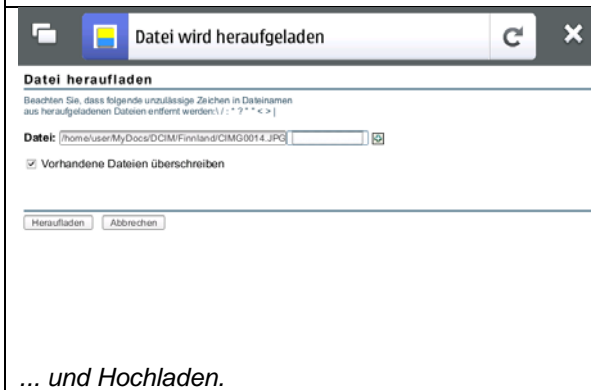 Datei wird heraufgeladen
Datei heraufladen
Beachten Sie, dass folgende unzulässige Zeichen in Dateinamen
aus heraufgeladenen Dateien entfernt werden:\ / : * ? " " < > |
Datei: /home/user/MyDocs/DCIM/Finnland/CIMG0014.JPG
Vorhandene Dateien überschreiben
Heraufladen Abbrechen
... und Hochladen.